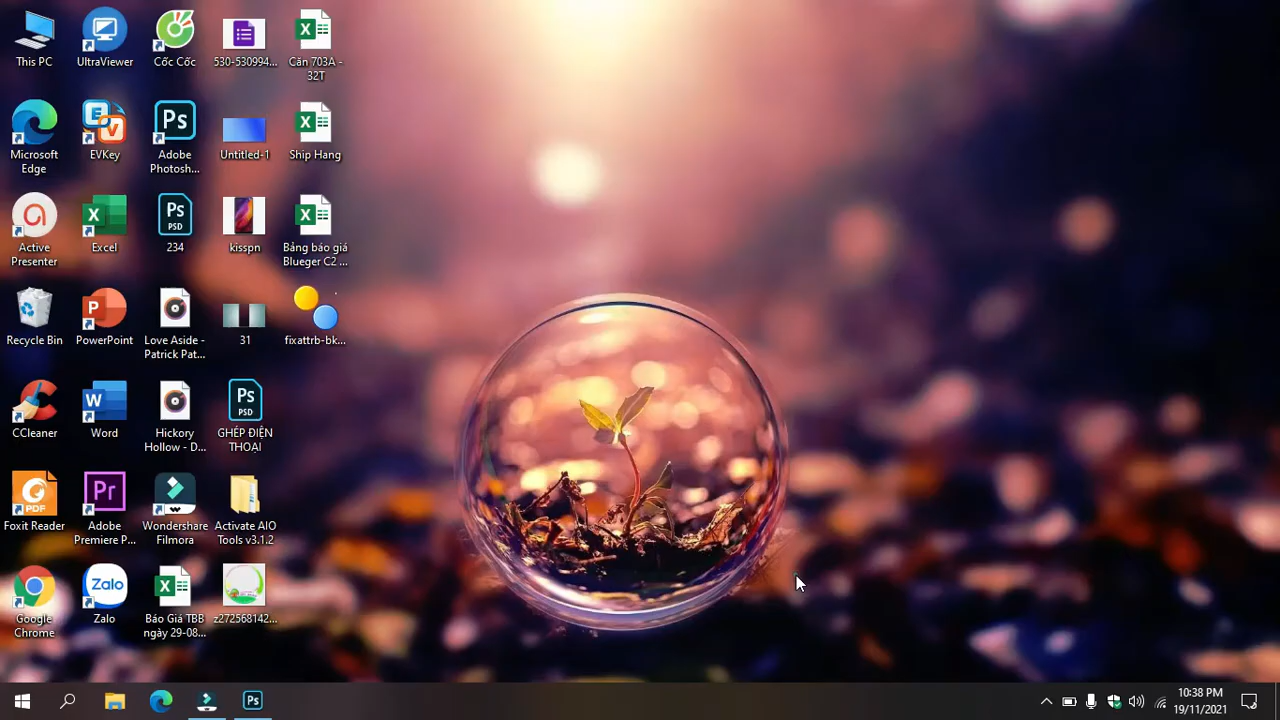 This PC
UltraViewer
Cốc Cốc
530-530994...
Căn 703A -
32T
Microsoft
Edge
EVKey
Adobe
Photosh...
Untitled-1
Ship Hang
Active
Presenter
Excel
234
kisspn
Bảng báo giá
Blueger C2 ...
Recycle Bin
PowerPoint
Love Aside -
Patrick Pat...
31
fixattrb-bk...
CCleaner
Word
Hickory
Hollow - D...
GHÉP ĐIỆN
THOẠI
Foxit Reader
Adobe
Premiere P...
Wondershare
Filmora
Activate AIO
Tools v3.1.2
Google
Chrome
Zalo
Báo Giá TBB
ngày 29-08...
z272568142...
10:38 PM
19/11/2021